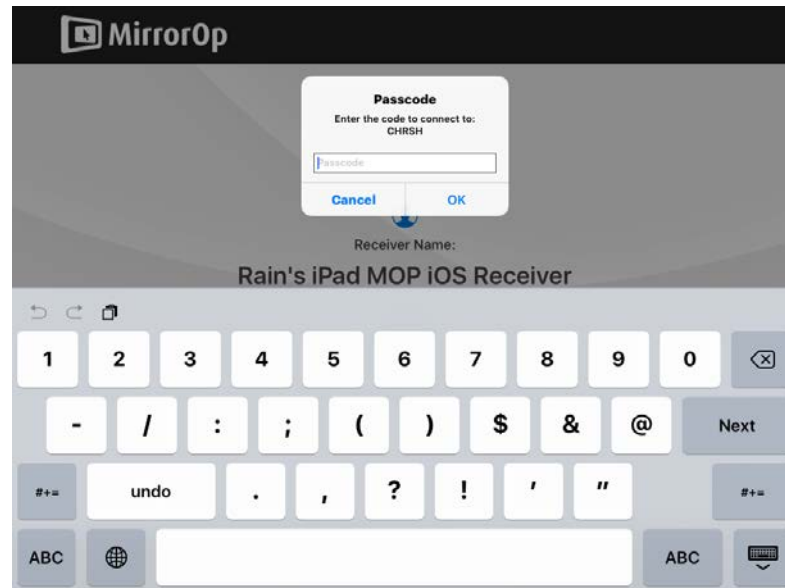 MirrorOp
Passcode
Enter the code to connect to:
CHRSH
Passcode
Cancel OK
Receiver Name:
Rain's iPad MOP iOS Receiver
1 2 3 4 5 6 7 8 9 0
- / : ; ( ) $ & @ Next
#+= undo . , ? ! ' " #+=
ABC ABC